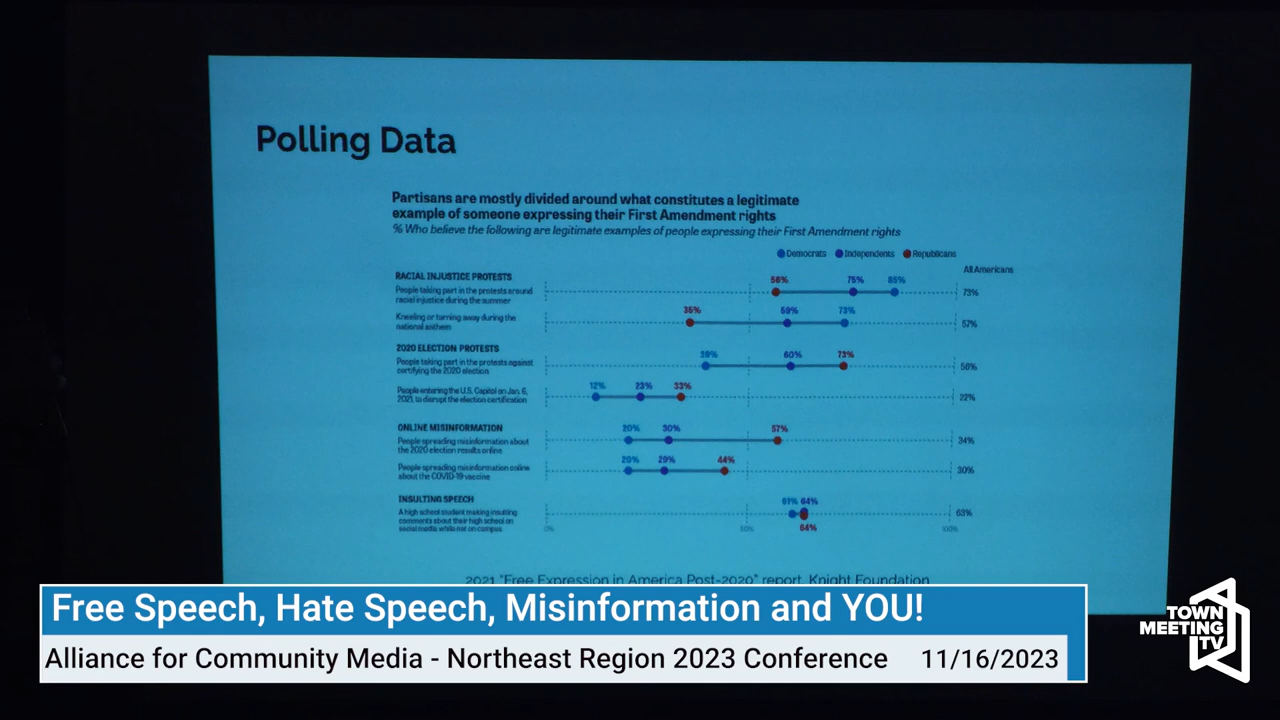 Polling Data
Partisans are mostly divided around what constitutes a legitimate
example of someone expressing their First Amendment rights
% Who believe the following are legitimate examples of people expressing their First Amendment rights
Democrats Independents Republicans
All Americans
RACIAL INJUSTICE PROTESTS
56% 75% 85%
People taking part in the protests around
racial injustice during the summer
73%
35% 59% 73%
Kneeling or turning away during the
national anthem
57%
2020 ELECTION PROTESTS
39% 60% 73%
People taking part in the protests against
certifying the 2020 election
56%
12% 23% 33%
People entering the U.S. Capitol on Jan. 6,
2021, to disrupt the election certification
22%
ONLINE MISINFORMATION
20% 30% 57%
People spreading misinformation about
the 2020 election results online
34%
20% 29% 44%
People spreading misinformation online
about the COVID-19 vaccine
30%
INSULTING SPEECH
61% 64%
A high school student making insulting
comments about their high school on
social media, while not on campus
63%
64%
0% 50% 100%
2021 "Free Expression in America Post-2020" report, Knight Foundation
Free Speech, Hate Speech, Misinformation and YOU!
Alliance for Community Media - Northeast Region 2023 Conference 11/16/2023
TOWN
MEETING
TV